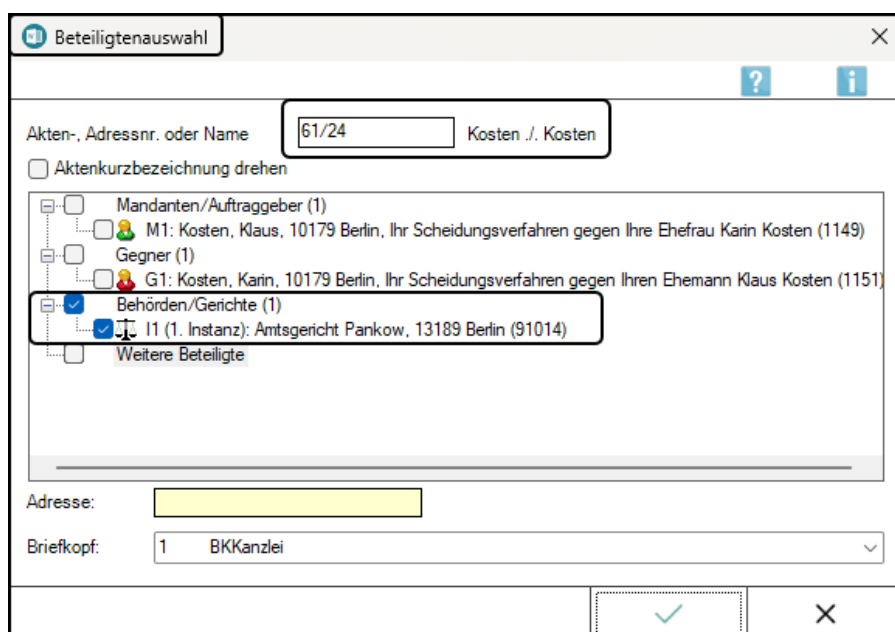 Beteiligtenauswahl
? i
Akten-, Adressnr. oder Name 61/24 Kosten ./. Kosten
Aktenkurzbezeichnung drehen
Mandanten/Auftraggeber (1)
M1: Kosten, Klaus, 10179 Berlin, Ihr Scheidungsverfahren gegen Ihre Ehefrau Karin Kosten (1149)
Gegner (1)
G1: Kosten, Karin, 10179 Berlin, Ihr Scheidungsverfahren gegen Ihren Ehemann Klaus Kosten (1151)
Behörden/Gerichte (1)
I1 (1. Instanz): Amtsgericht Pankow, 13189 Berlin (91014)
Weitere Beteiligte
Adresse:
Briefkopf: 1 BKKanzlei